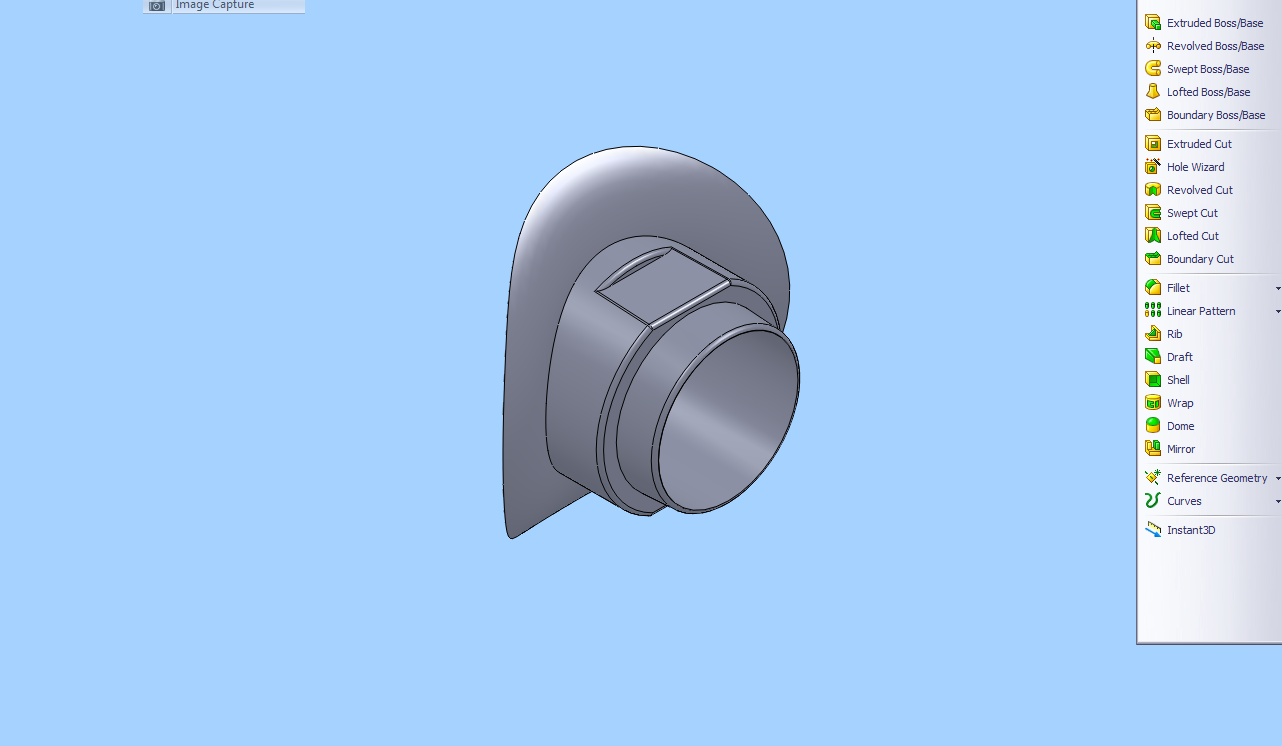 Image Capture
Extruded Boss/Base
Revolved Boss/Base
Swept Boss/Base
Lofted Boss/Base
Boundary Boss/Base
Extruded Cut
Hole Wizard
Revolved Cut
Swept Cut
Lofted Cut
Boundary Cut
Fillet
Linear Pattern
Rib
Draft
Shell
Wrap
Dome
Mirror
Reference Geometry
Curves
Instant3D